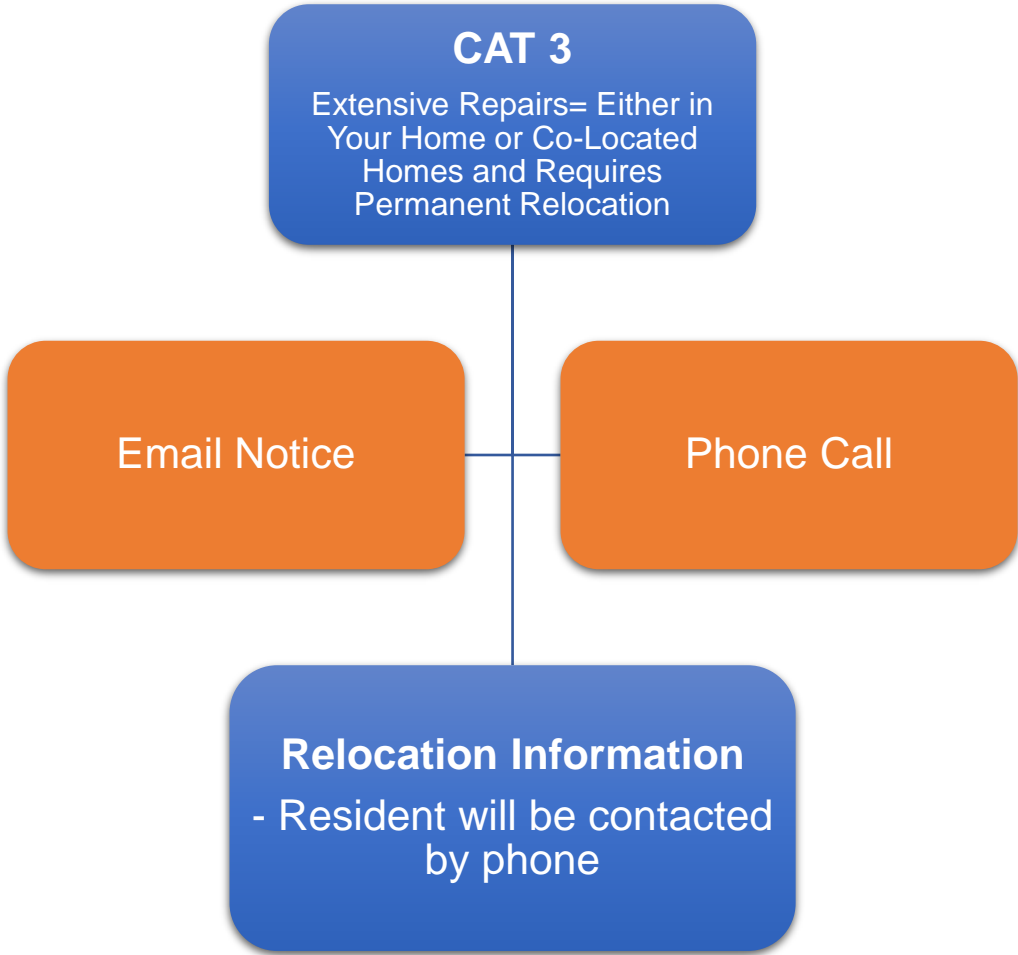 CAT 3
Extensive Repairs= Either in
Your Home or Co-Located
Homes and Requires
Permanent Relocation
Email Notice
Phone Call
Relocation Information
- Resident will be contacted
by phone